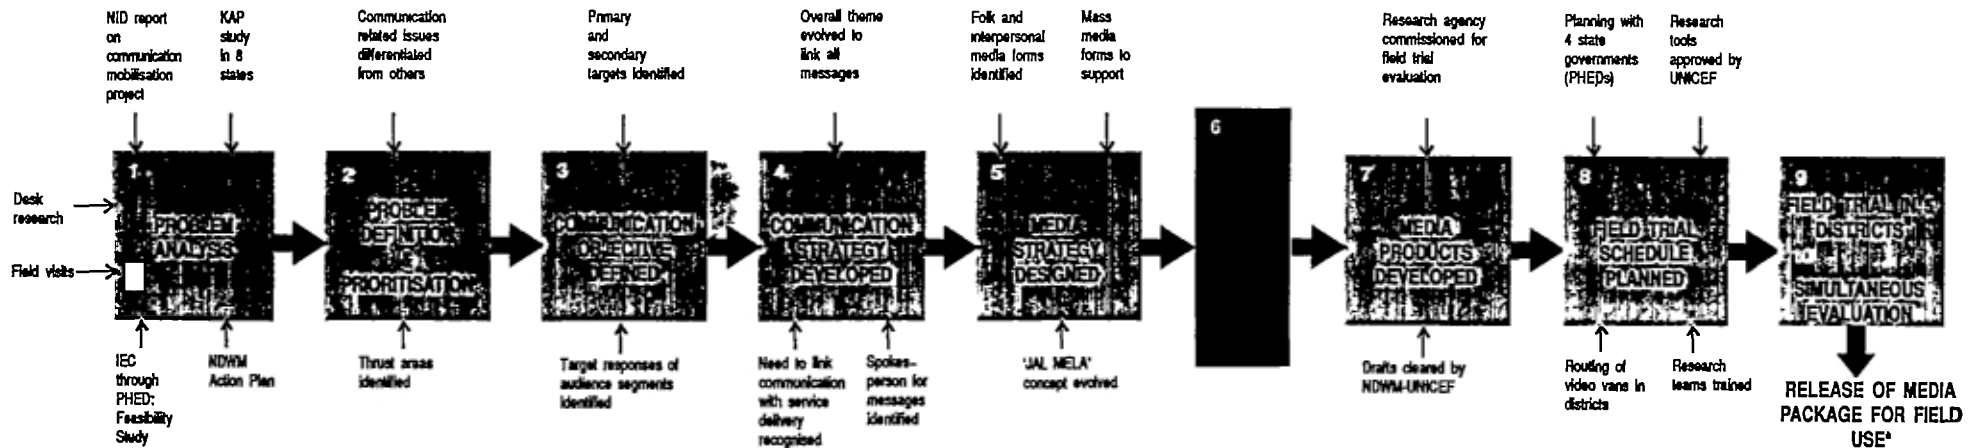 NID report
on
communication
mobilisation
project
KAP
study
in 8
states
Communication
related issues
differentiated
from others
Primary
and
secondary
targets identified
Overall theme
evolved to
link all
messages
Folk and
interpersonal
media forms
identified
Mass
media
forms to
support
Research agency
commissioned for
field trial
evaluation
Planning with
4 state
governments
(PHEDs)
Research
tools
approved by
UNICEF
Desk
research
Field visits
1
PROBLEM
ANALYSIS
2
PROBLEM
DEFINITION
&
PRIORITISATION
3
COMMUNICATION
OBJECTIVE
DEFINED
4
COMMUNICATION
STRATEGY
DEVELOPED
5
MEDIA
STRATEGY
DESIGNED
6
7
MEDIA
PRODUCTS
DEVELOPED
8
FIELD TRIAL
SCHEDULE
PLANNED
9
FIELD TRIAL IN 5
DISTRICTS
10
SIMULTANEOUS
EVALUATION
IEC
through
PHED:
Feasibility
Study
NDWM
Action Plan
Thrust areas
identified
Target responses of
audience segments
identified
Need to link
communication
with service
delivery
recognised
Spokes-
person for
messages
identified
'JAL MELA'
concept evolved
Drafts cleared by
NDWM-UNICEF
Routing of
video vans in
districts
Research
teams trained
RELEASE OF MEDIA
PACKAGE FOR FIELD
USE*